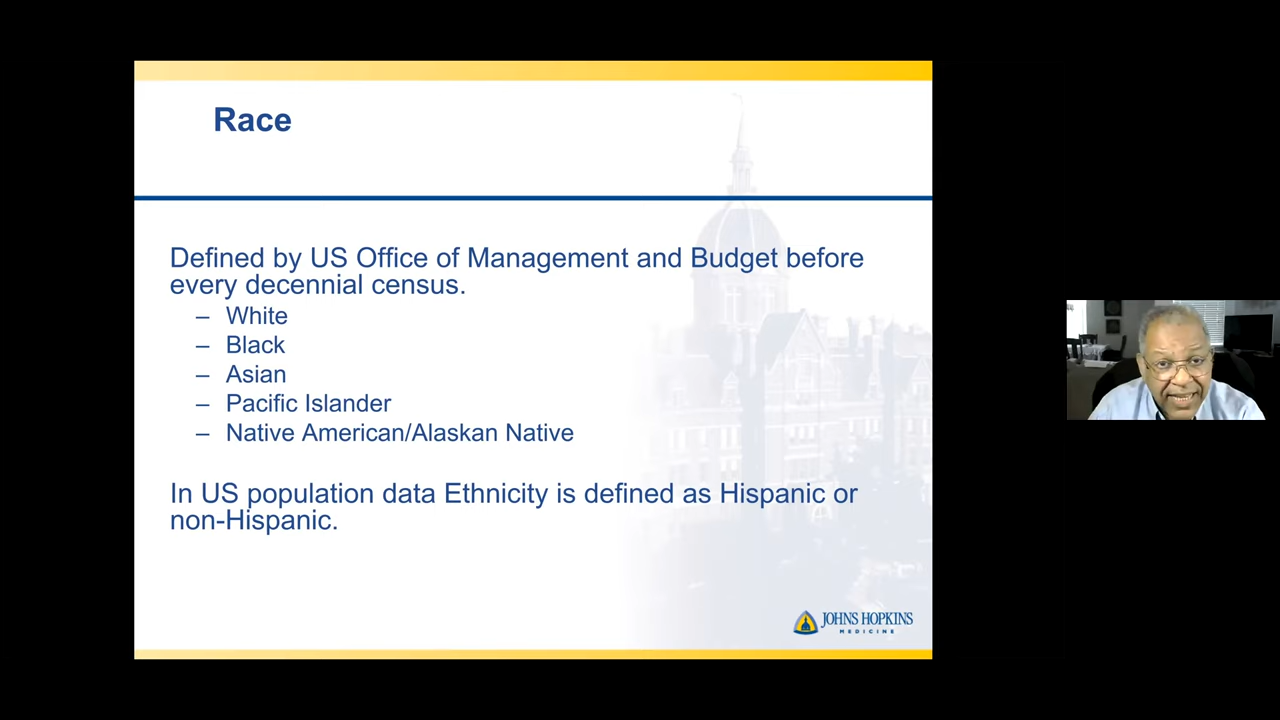 Race
Defined by US Office of Management and Budget before
every decennial census.
– White
– Black
– Asian
– Pacific Islander
– Native American/Alaskan Native
In US population data Ethnicity is defined as Hispanic or
non-Hispanic.
JOHNS HOPKINS
MEDICINE